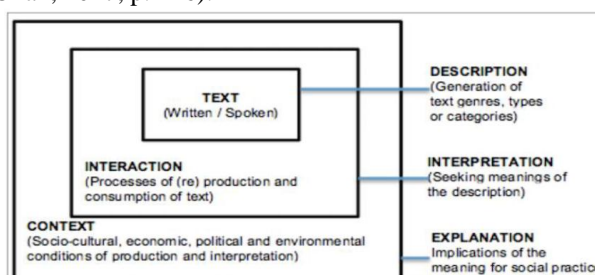 TEXT
(Written / Spoken)
INTERACTION
(Processes of (re) production and
consumption of text)
CONTEXT
(Socio-cultural, economic, political and environmental
conditions of production and interpretation)
DESCRIPTION
(Generation of
text genres, types
or categories)
INTERPRETATION
(Seeking meanings of
the description)
EXPLANATION
Implications of the
meaning for social